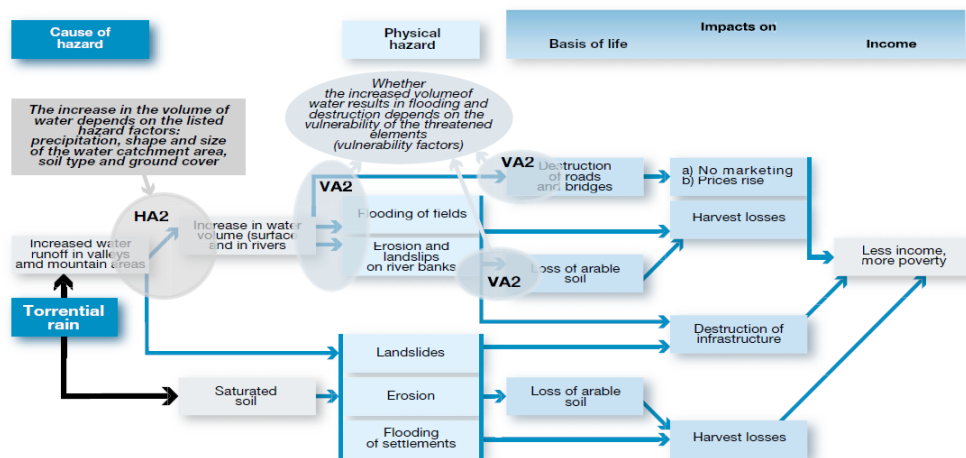 Cause of
hazard
Physical
hazard
Impacts on
Basis of life
Income
The increase in the volume of
water depends on the listed
hazard factors:
precipitation, shape and size
of the water catchment area,
soil type and ground cover
Whether
the increased volumeof
water results in flooding and
destruction depends on the
vulnerability of the threatened
elements
(vulnerability factors)
HA2
VA2
VA2
VA2
Increased water
runoff in valleys
amd mountain areas
Increase in water
volume (surface
and in rivers
Flooding of fields
Erosion and
landslips
on river banks
Destruction
of roads
and bridges
a) No marketing
b) Prices rise
Harvest losses
Loss of arable
soil
Less income,
more poverty
Torrential
rain
Destruction of
infrastructure
Landslides
Saturated
soil
Erosion
Loss of arable
soil
Flooding
of settlements
Harvest losses